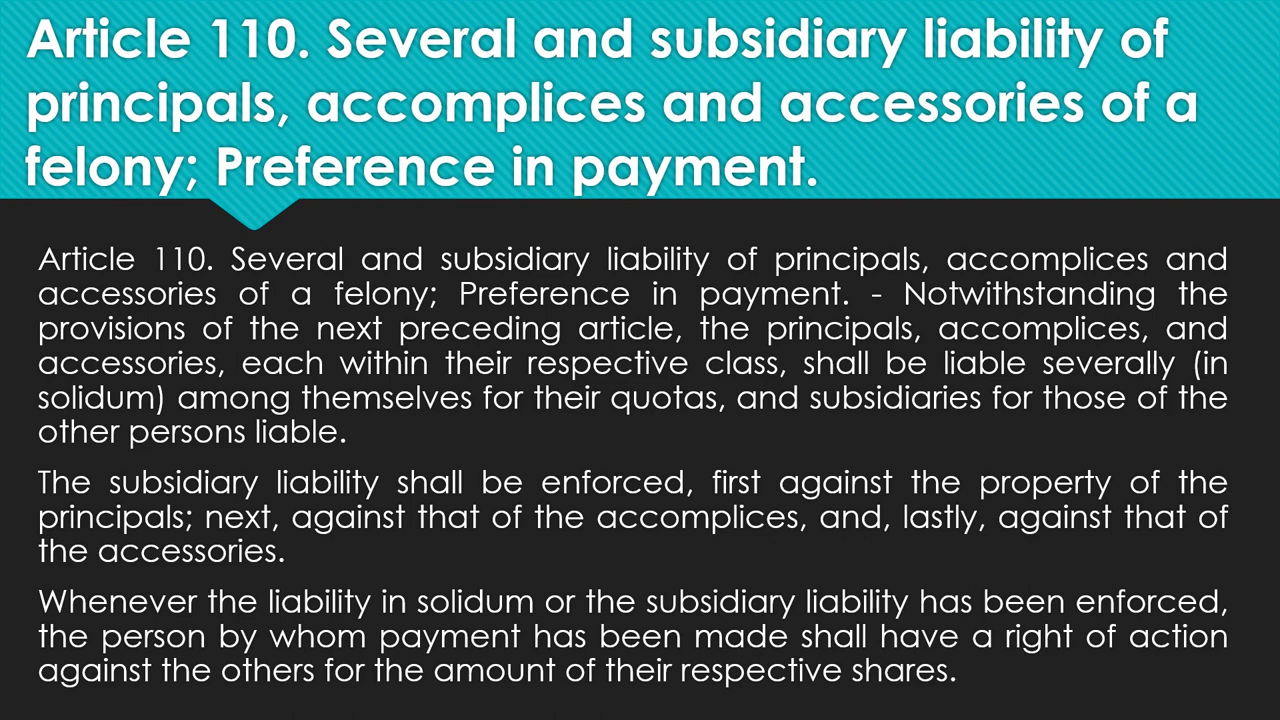 Article 110. Several and subsidiary liability of
principals, accomplices and accessories of a
felony; Preference in payment.
Article 110. Several and subsidiary liability of principals, accomplices and
accessories of a felony; Preference in payment. - Notwithstanding the
provisions of the next preceding article, the principals, accomplices, and
accessories, each within their respective class, shall be liable severally (in
solidum) among themselves for their quotas, and subsidiaries for those of the
other persons liable.
The subsidiary liability shall be enforced, first against the property of the
principals; next, against that of the accomplices, and, lastly, against that of
the accessories.
Whenever the liability in solidum or the subsidiary liability has been enforced,
the person by whom payment has been made shall have a right of action
against the others for the amount of their respective shares.